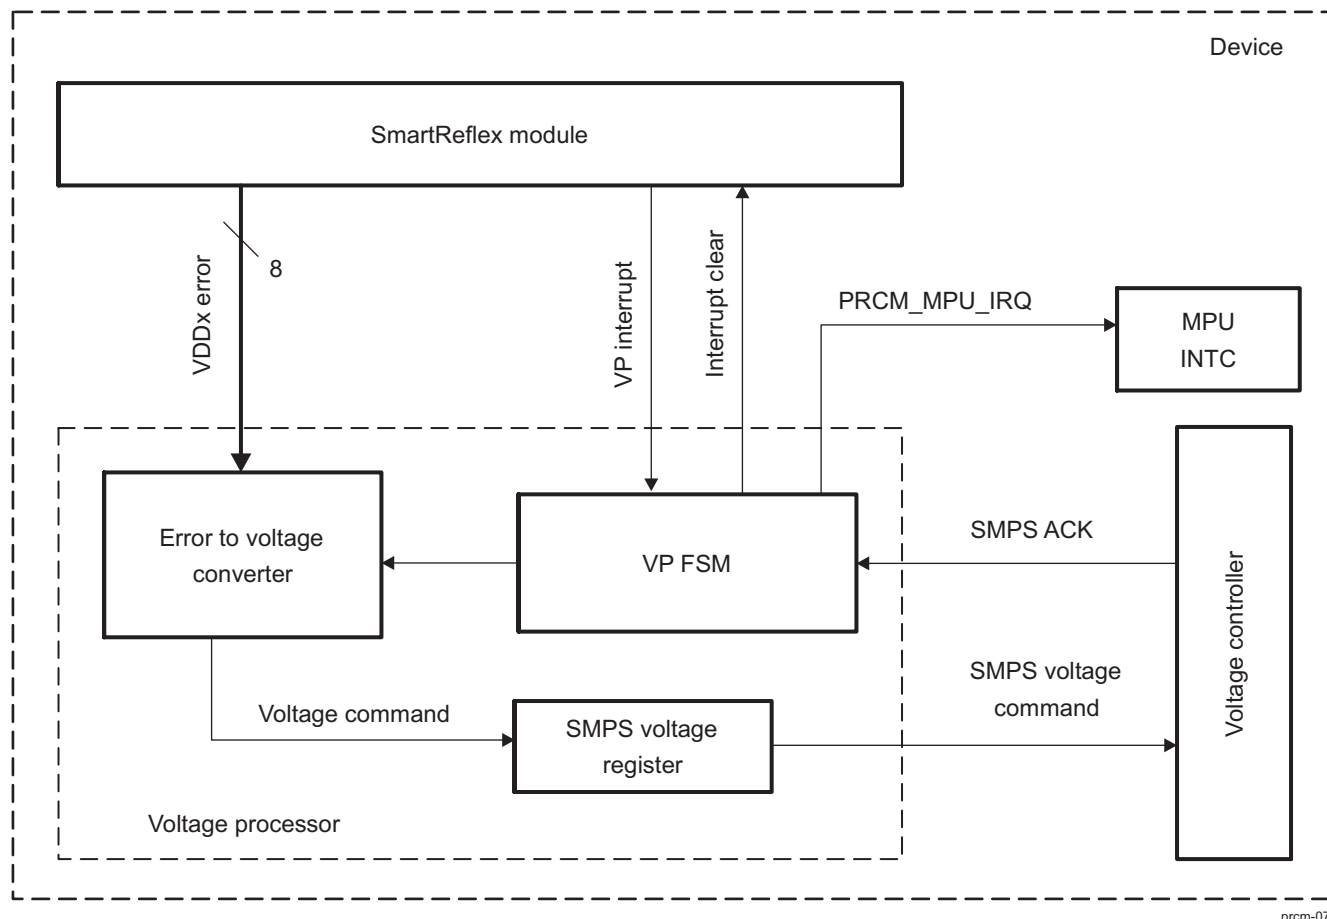 Device
SmartReflex module
VDDx error
8
VP interrupt
Interrupt clear
PRCM_MPU_IRQ
MPU
INTC
Error to voltage
converter
VP FSM
SMPS ACK
Voltage controller
SMPS voltage
command
Voltage command
SMPS voltage
register
Voltage processor